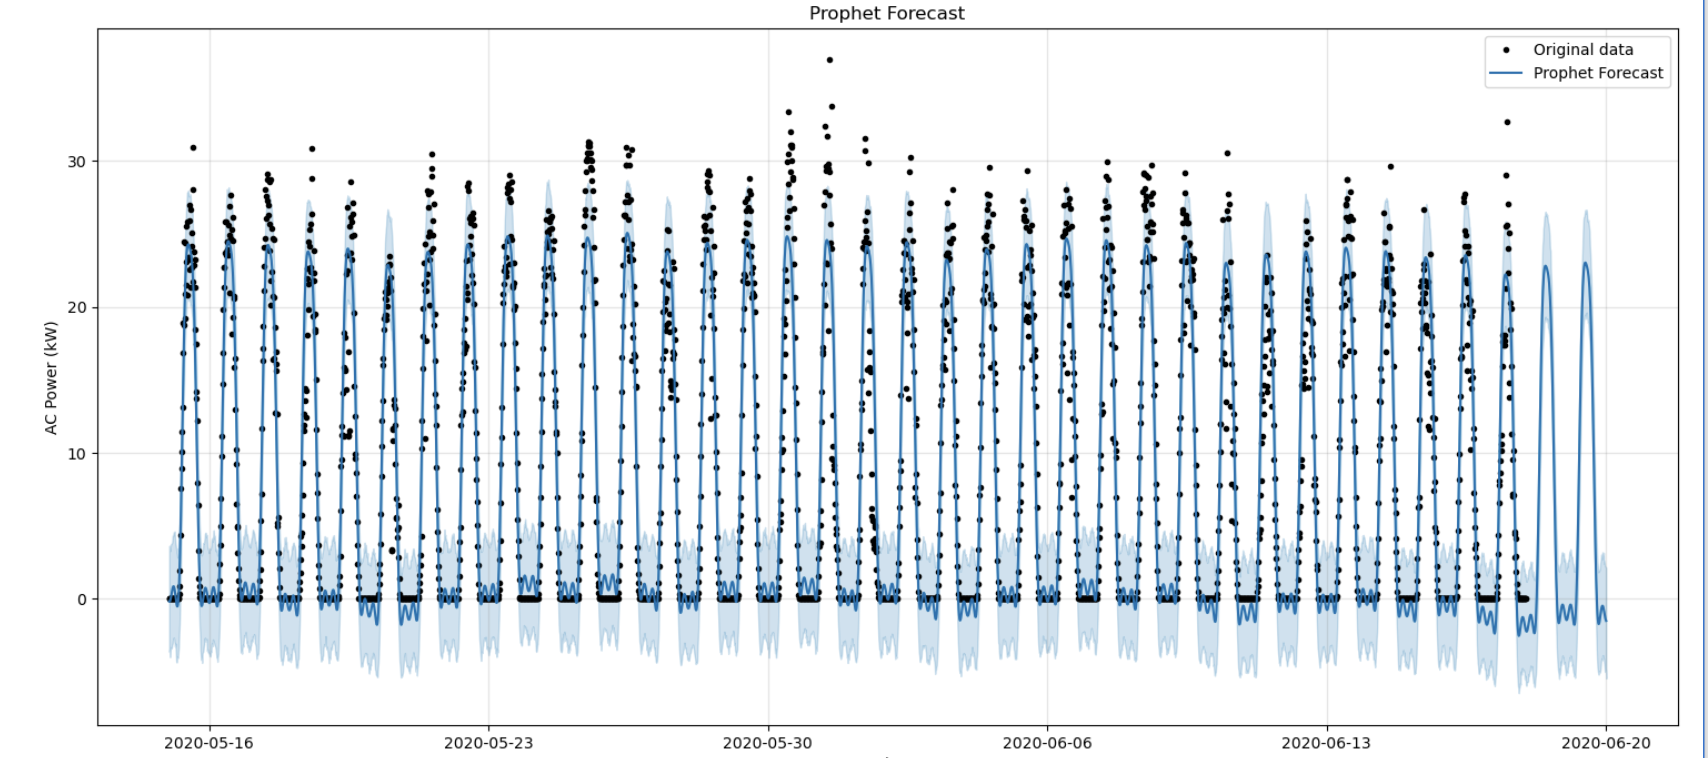 Prophet Forecast
Original data
Prophet Forecast
AC Power (kW)
30
20
10
0
2020-05-16
2020-05-23
2020-05-30
2020-06-06
2020-06-13
2020-06-20